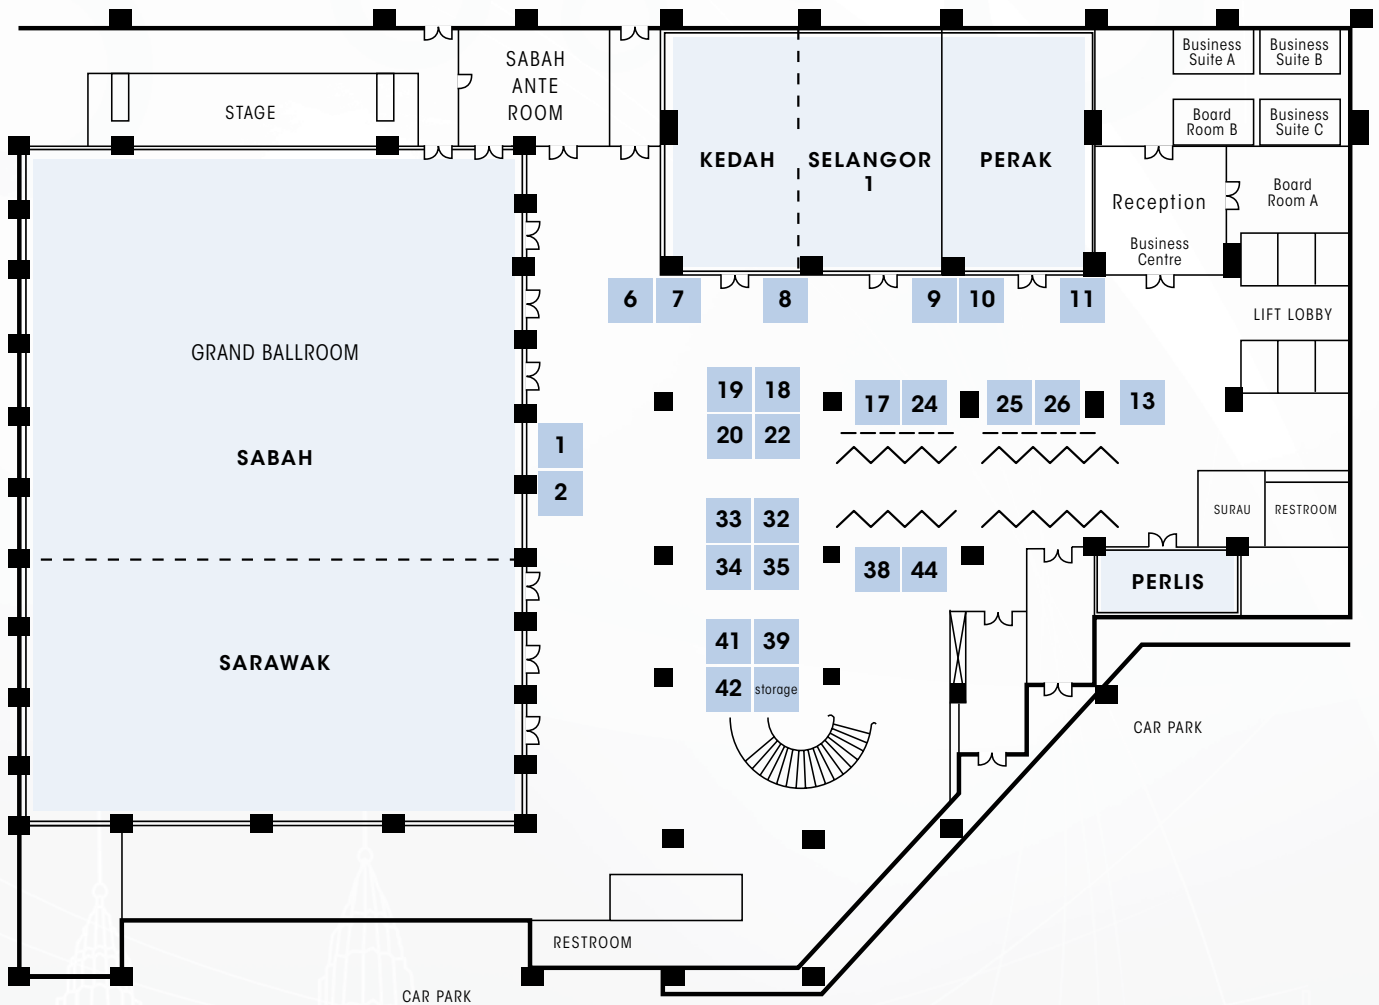 Business
Suite A
Business
Suite B
SABAH
ANTE
ROOM
STAGE
Board
Room B
Business
Suite C
KEDAH
SELANGOR
1
PERAK
Reception
Board
Room A
Business
Centre
6
7
8
9
10
11
LIFT LOBBY
GRAND BALLROOM
19
18
17
24
25
26
13
20
22
1
SABAH
2
33
32
SURAU
RESTROOM
34
35
38
44
PERLIS
41
39
SARAWAK
42
storage
CAR PARK
RESTROOM
CAR PARK